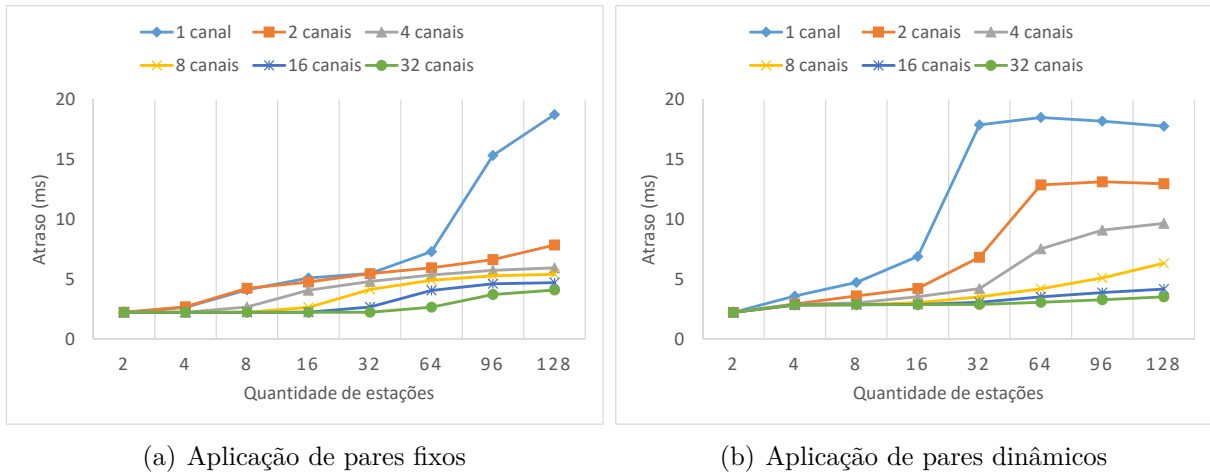 1 canal 2 canais 4 canais
8 canais 16 canais 32 canais
20
15
10
5
0
Atraso (ms)
2 4 8 16 32 64 96 128
Quantidade de estações
(a) Aplicação de pares fixos
1 canal 2 canais 4 canais
8 canais 16 canais 32 canais
20
15
10
5
0
Atraso (ms)
2 4 8 16 32 64 96 128
Quantidade de estações
(b) Aplicação de pares dinâmicos